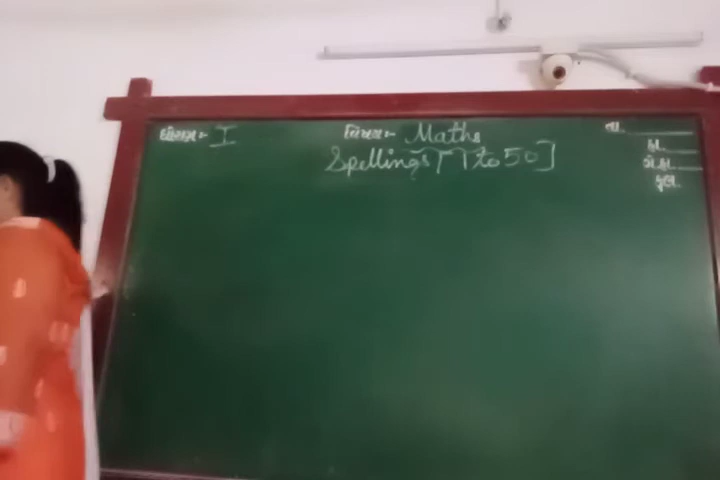 ધોરણ:- I
વિષય:- Maths
Spellings [1 to 50]
તા.
હા.
ગે.હા.
કુલ.